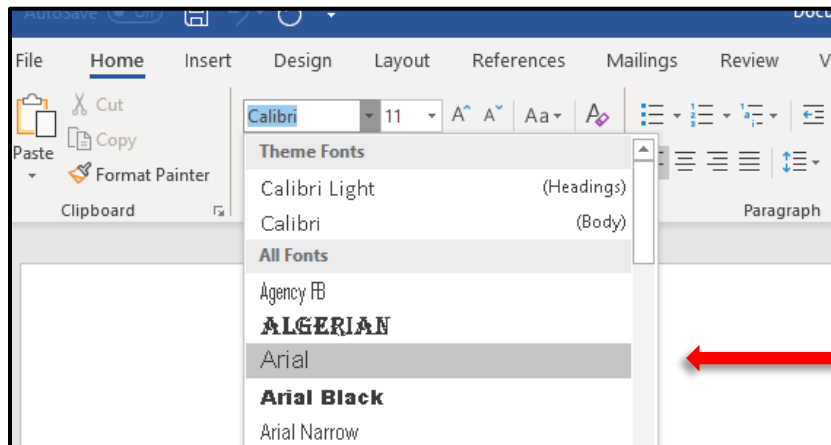 AutoSave Off Docu
File Home Insert Design Layout References Mailings Review V
Cut
Copy
Paste
Format Painter
Clipboard
Calibri 11 A A Aa A
Paragraph
Theme Fonts
Calibri Light (Headings)
Calibri (Body)
All Fonts
Agency FB
ALGERIAN
Arial
Arial Black
Arial Narrow